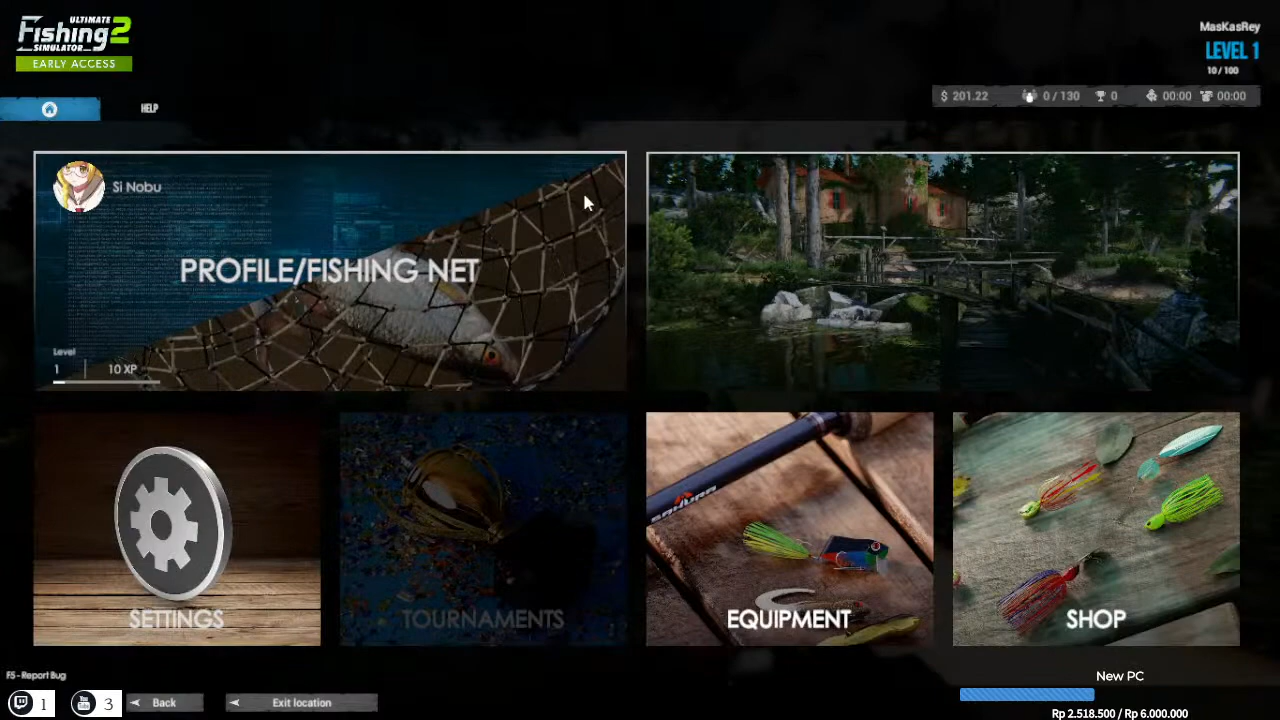 ULTIMATE
Fishing 2
SIMULATOR
EARLY ACCESS
MasKasRey
LEVEL 1
10 / 100
$ 201.22 0 / 130 0 00:00 00:00
HELP
Si Nobu
PROFILE/FISHING NET
Level
1 10 XP
SAKURA
SETTINGS
TOURNAMENTS
EQUIPMENT
SHOP
F5 - Report Bug
1 3 Back Exit location
New PC
Rp 2.518.500 / Rp 6.000.000